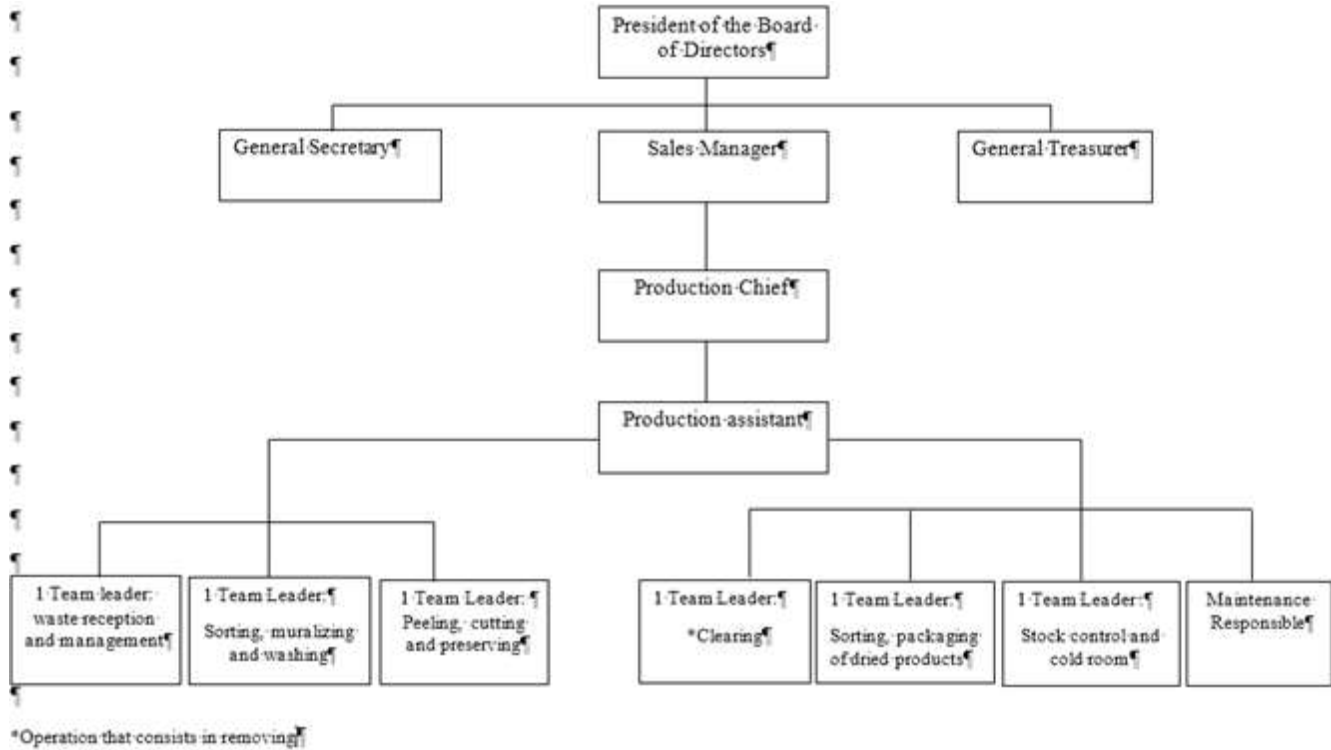 President of the Board
of Directors¶
General Secretary¶
Sales Manager¶
General Treasurer¶
Production Chief¶
Production assistant¶
1 Team leader:
waste reception
and management¶
1 Team Leader:¶
Sorting, muralizing
and washing¶
1 Team Leader: ¶
Peeling, cutting
and preserving¶
1 Team Leader:¶
*Clearing¶
1 Team Leader:¶
Sorting, packaging
of dried products¶
1 Team Leader:¶
Stock control and
cold room¶
Maintenance
Responsible¶
*Operation that consists in removing¶